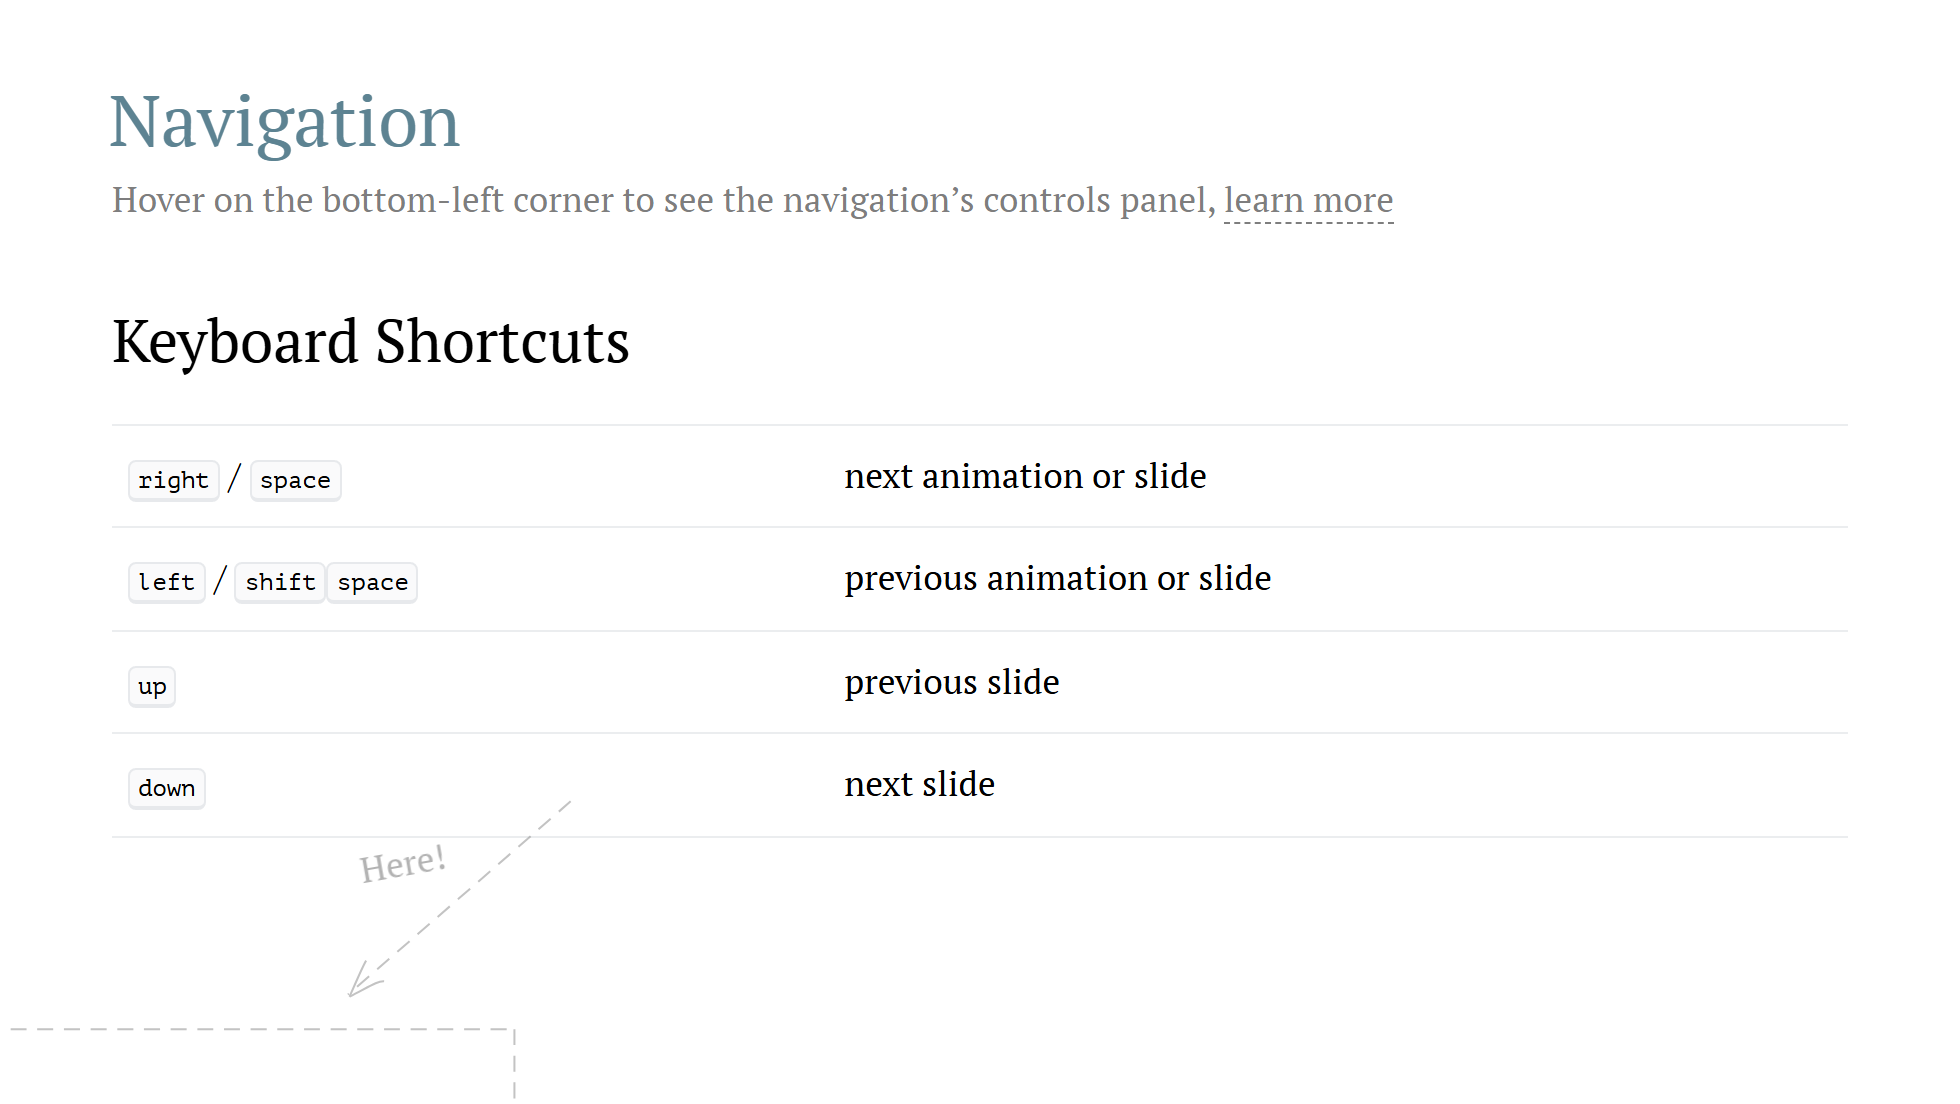 Navigation
Hover on the bottom-left corner to see the navigation’s controls panel, learn more
Keyboard Shortcuts
right / space next animation or slide
left / shift space previous animation or slide
up previous slide
down next slide
Here!